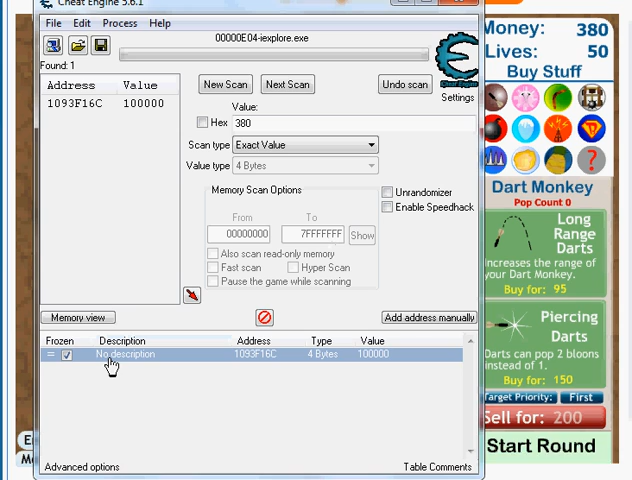 Cheat Engine 5.6.1
File Edit Process Help
00000E04-iexplore.exe
Found: 1
Address Value
1093F16C 100000
New Scan Next Scan Undo scan
Settings
Value:
Hex 380
Scan type Exact Value
Value type 4 Bytes
Memory Scan Options
From To
00000000 7FFFFFFF Show
Also scan read-only memory
Fast scan Hyper Scan
Pause the game while scanning
Unrandomizer
Enable Speedhack
Memory view Add address manually
Frozen Description Address Type Value
No description 1093F16C 4 Bytes 100000
Advanced options Table Comments
Money: 380
Lives: 50
Buy Stuff
Dart Monkey
Pop Count 0
Long
Range
Darts
Increases the range of
your Dart Monkey.
Buy for: 95
Piercing
Darts
Darts can pop 2 bloons
instead of 1.
Buy for: 150
Target Priority: First
Sell for: 200
Start Round